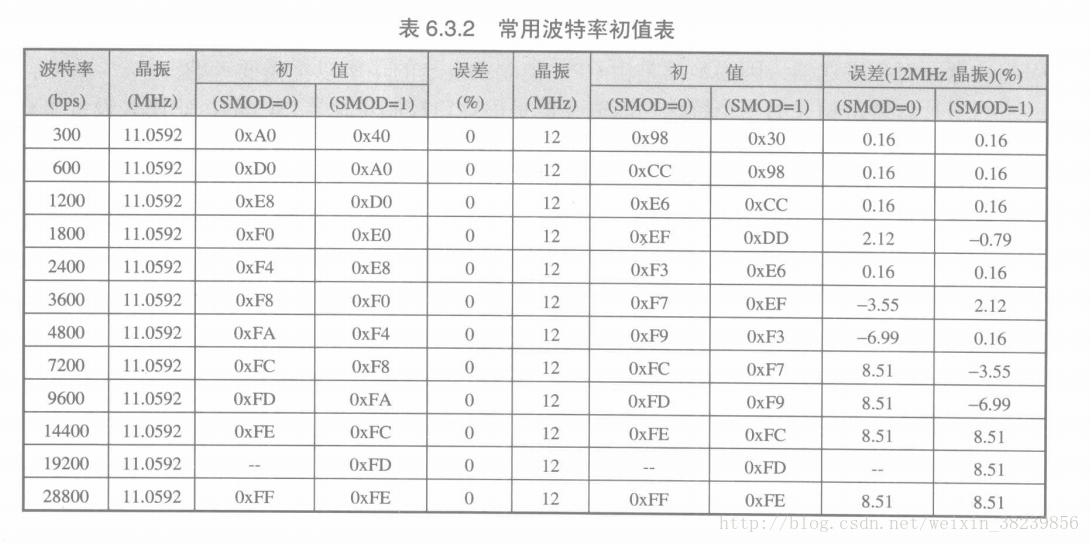 表 6.3.2 常用波特率初值表
波特率 晶振 初 值 误差 晶振 初 值 误差(12MHz 晶振)(%)
(bps) (MHz) (SMOD=0) (SMOD=1) (%) (MHz) (SMOD=0) (SMOD=1) (SMOD=0) (SMOD=1)
300 11.0592 0xA0 0x40 0 12 0x98 0x30 0.16 0.16
600 11.0592 0xD0 0xA0 0 12 0xCC 0x98 0.16 0.16
1200 11.0592 0xE8 0xD0 0 12 0xE6 0xCC 0.16 0.16
1800 11.0592 0xF0 0xE0 0 12 0xEF 0xDD 2.12 −0.79
2400 11.0592 0xF4 0xE8 0 12 0xF3 0xE6 0.16 0.16
3600 11.0592 0xF8 0xF0 0 12 0xF7 0xEF −3.55 2.12
4800 11.0592 0xFA 0xF4 0 12 0xF9 0xF3 −6.99 0.16
7200 11.0592 0xFC 0xF8 0 12 0xFC 0xF7 8.51 −3.55
9600 11.0592 0xFD 0xFA 0 12 0xFD 0xF9 8.51 −6.99
14400 11.0592 0xFE 0xFC 0 12 0xFE 0xFC 8.51 8.51
19200 11.0592 -- 0xFD 0 12 -- 0xFD -- 8.51
28800 11.0592 0xFF 0xFE 0 12 0xFF 0xFE 8.51 8.51
http://blog.csdn.net/weixin_38239856